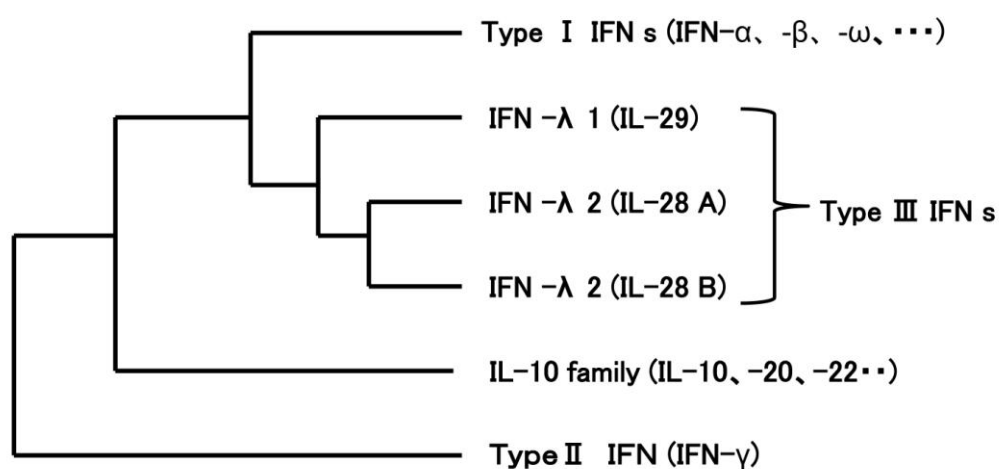 Type Ⅰ IFN s (IFN-α、-β、-ω、･･･)
IFN -λ 1 (IL-29)
IFN -λ 2 (IL-28 A)
Type Ⅲ IFN s
IFN -λ 2 (IL-28 B)
IL-10 family (IL-10、-20、-22･･)
Type Ⅱ IFN (IFN-γ)